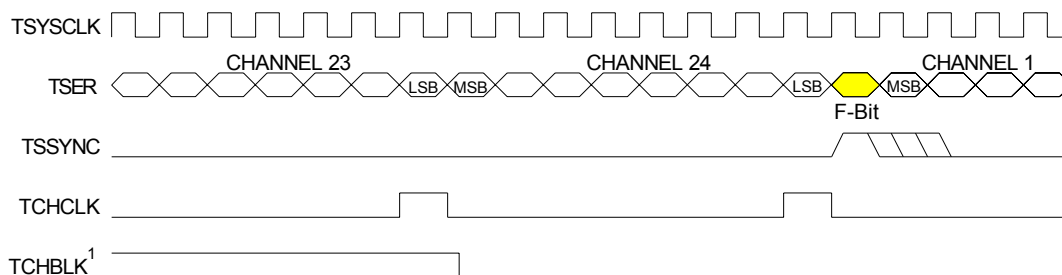 TSYSCLK
CHANNEL 23 CHANNEL 24 CHANNEL 1
TSER LSB MSB LSB MSB
F-Bit
TSSYNC
TCHCLK
TCHBLK¹